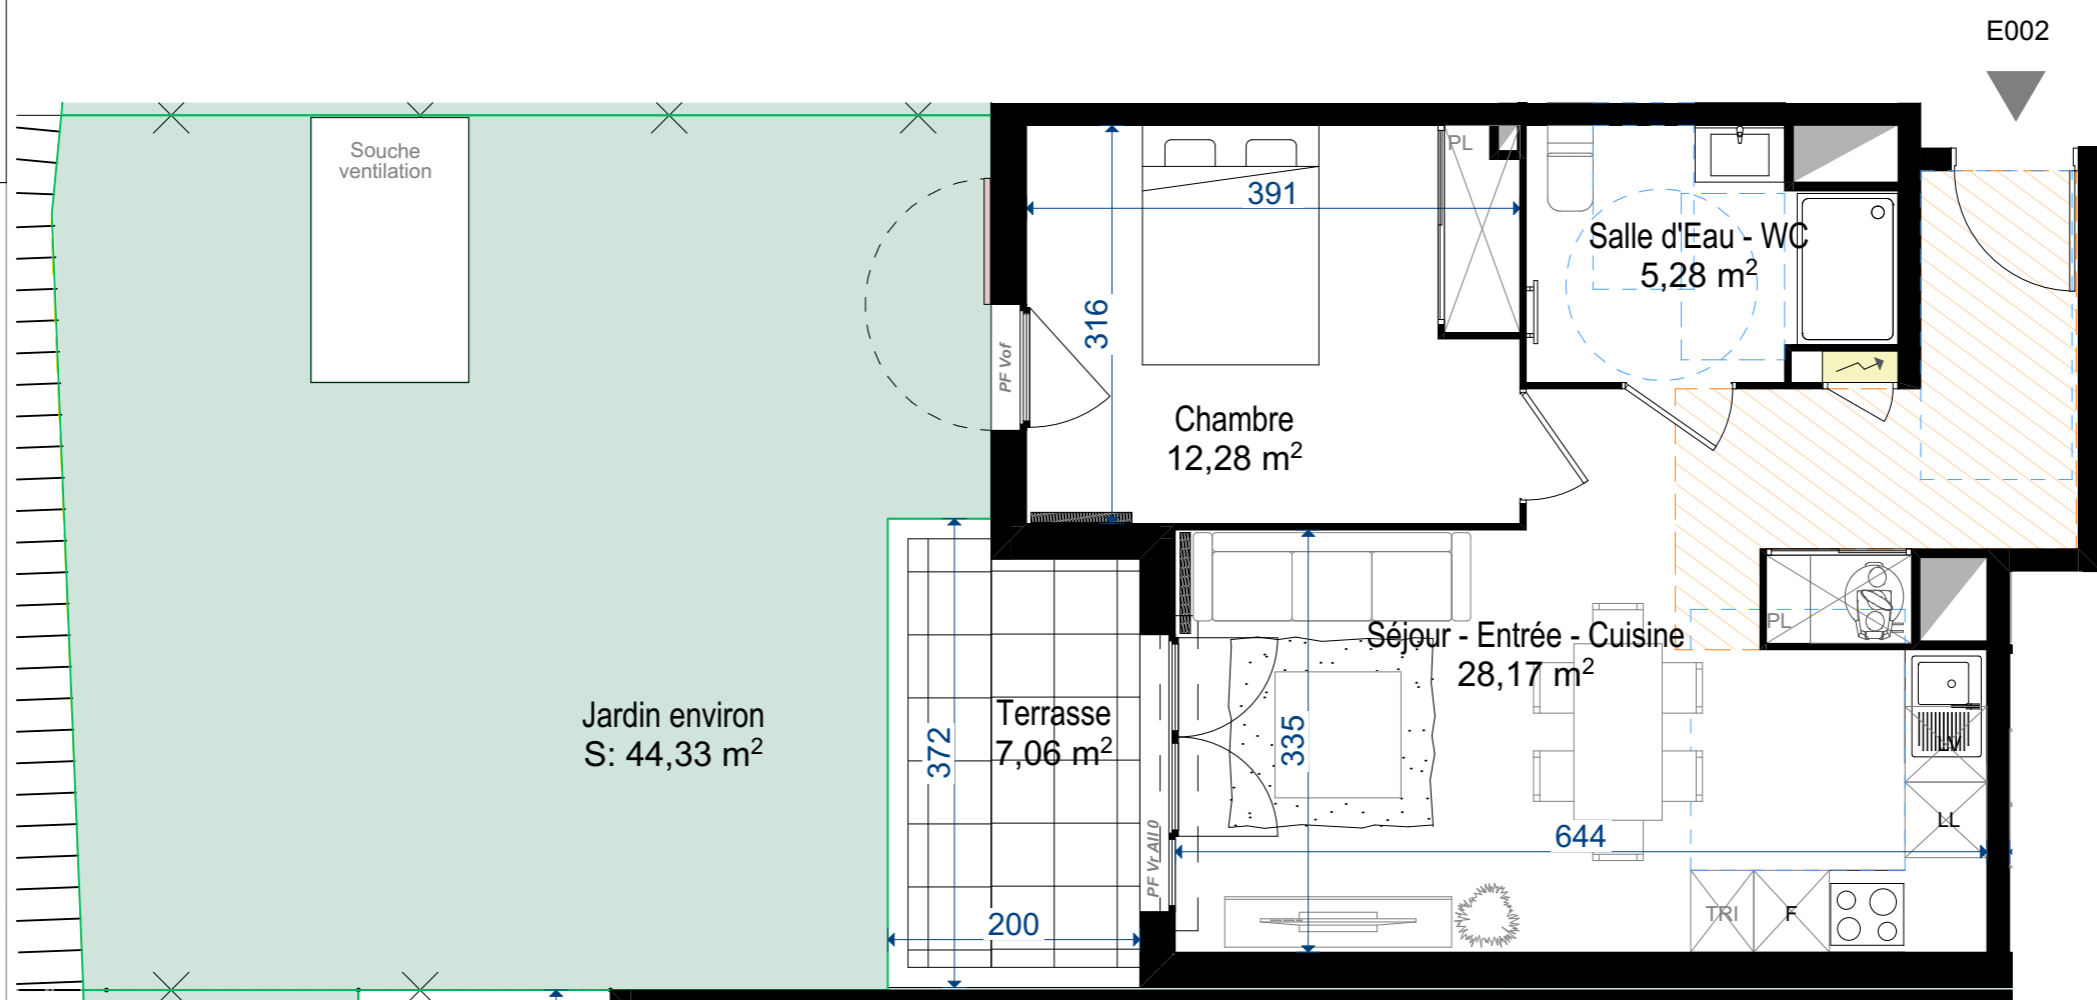 E002
Souche
ventilation
PL
391
Salle d'Eau - WC
5,28 m²
316
PF Vof
Chambre
12,28 m²
Séjour - Entrée - Cuisine
28,17 m²
PL
Jardin environ
S: 44,33 m²
372
Terrasse
7,06 m²
335
LV
LL
644
PF Vr All 0
200
TRI
F